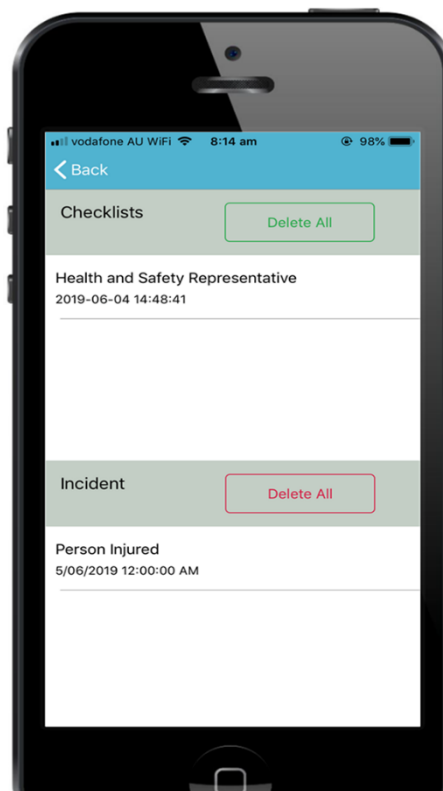 vodafone AU WiFi 8:14 am 98%
Back
Checklists Delete All
Health and Safety Representative
2019-06-04 14:48:41
Incident Delete All
Person Injured
5/06/2019 12:00:00 AM